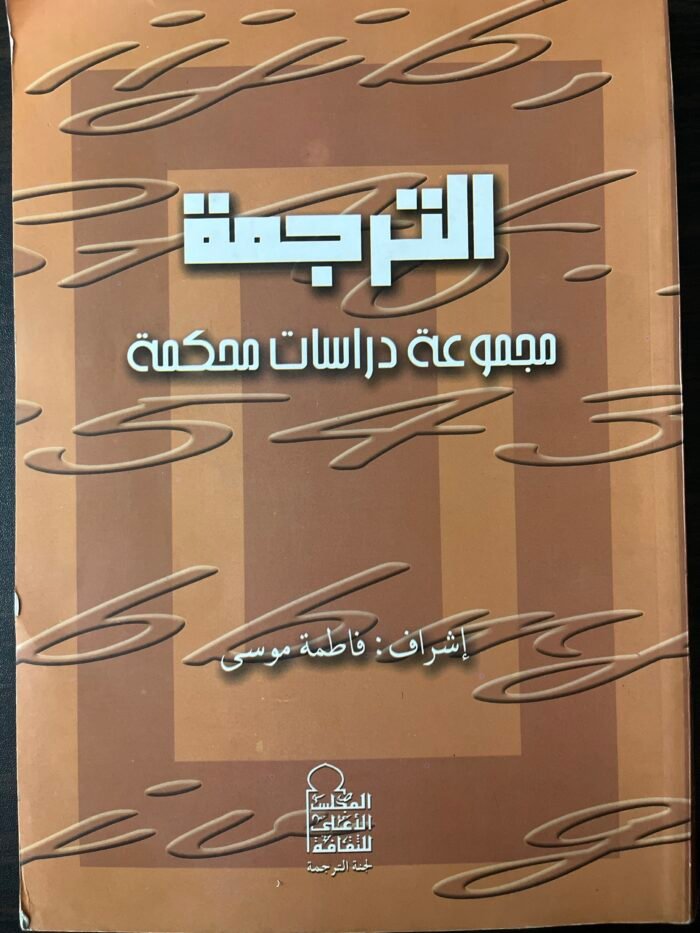 الترجمة
مجموعة دراسات محكمة
إشراف : فاطمة موسى
المجلس
الأعلى
للثقافة
لجنة الترجمة